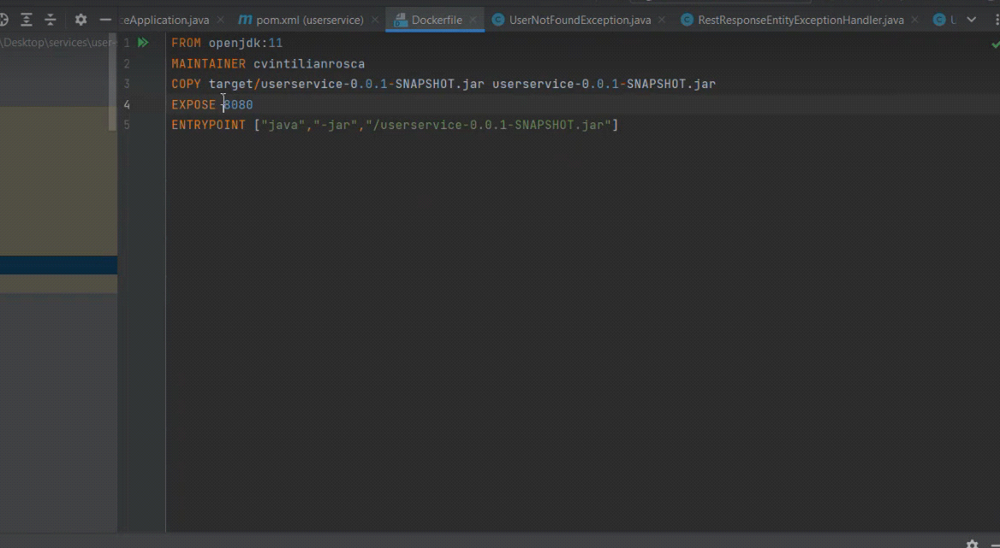 ceApplication.java pom.xml (userservice) Dockerfile UserNotFoundException.java RestResponseEntityExceptionHandler.java
\Desktop\services\user-
1 FROM openjdk:11
2 MAINTAINER cvintilianrosca
3 COPY target/userservice-0.0.1-SNAPSHOT.jar userservice-0.0.1-SNAPSHOT.jar
4 EXPOSE 8080
5 ENTRYPOINT ["java","-jar","/userservice-0.0.1-SNAPSHOT.jar"]